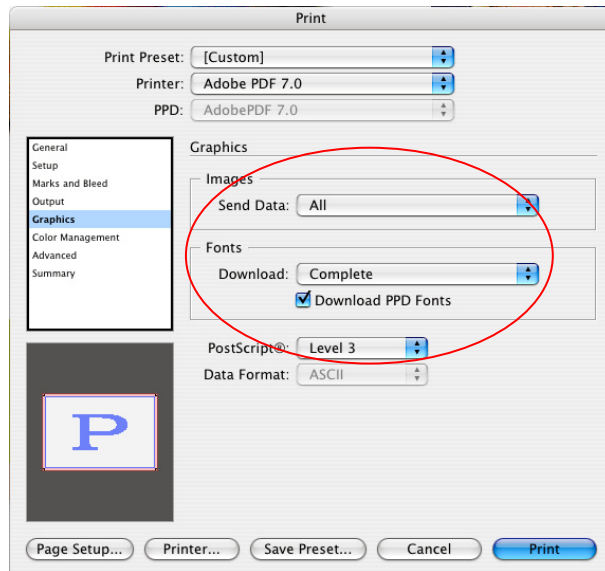 Print
Print Preset: [Custom]
Printer: Adobe PDF 7.0
PPD: AdobePDF 7.0
General
Setup
Marks and Bleed
Output
Graphics
Color Management
Advanced
Summary
Graphics
Images
Send Data: All
Fonts
Download: Complete
Download PPD Fonts
PostScript®: Level 3
Data Format: ASCII
P
Page Setup... Printer... Save Preset... Cancel Print